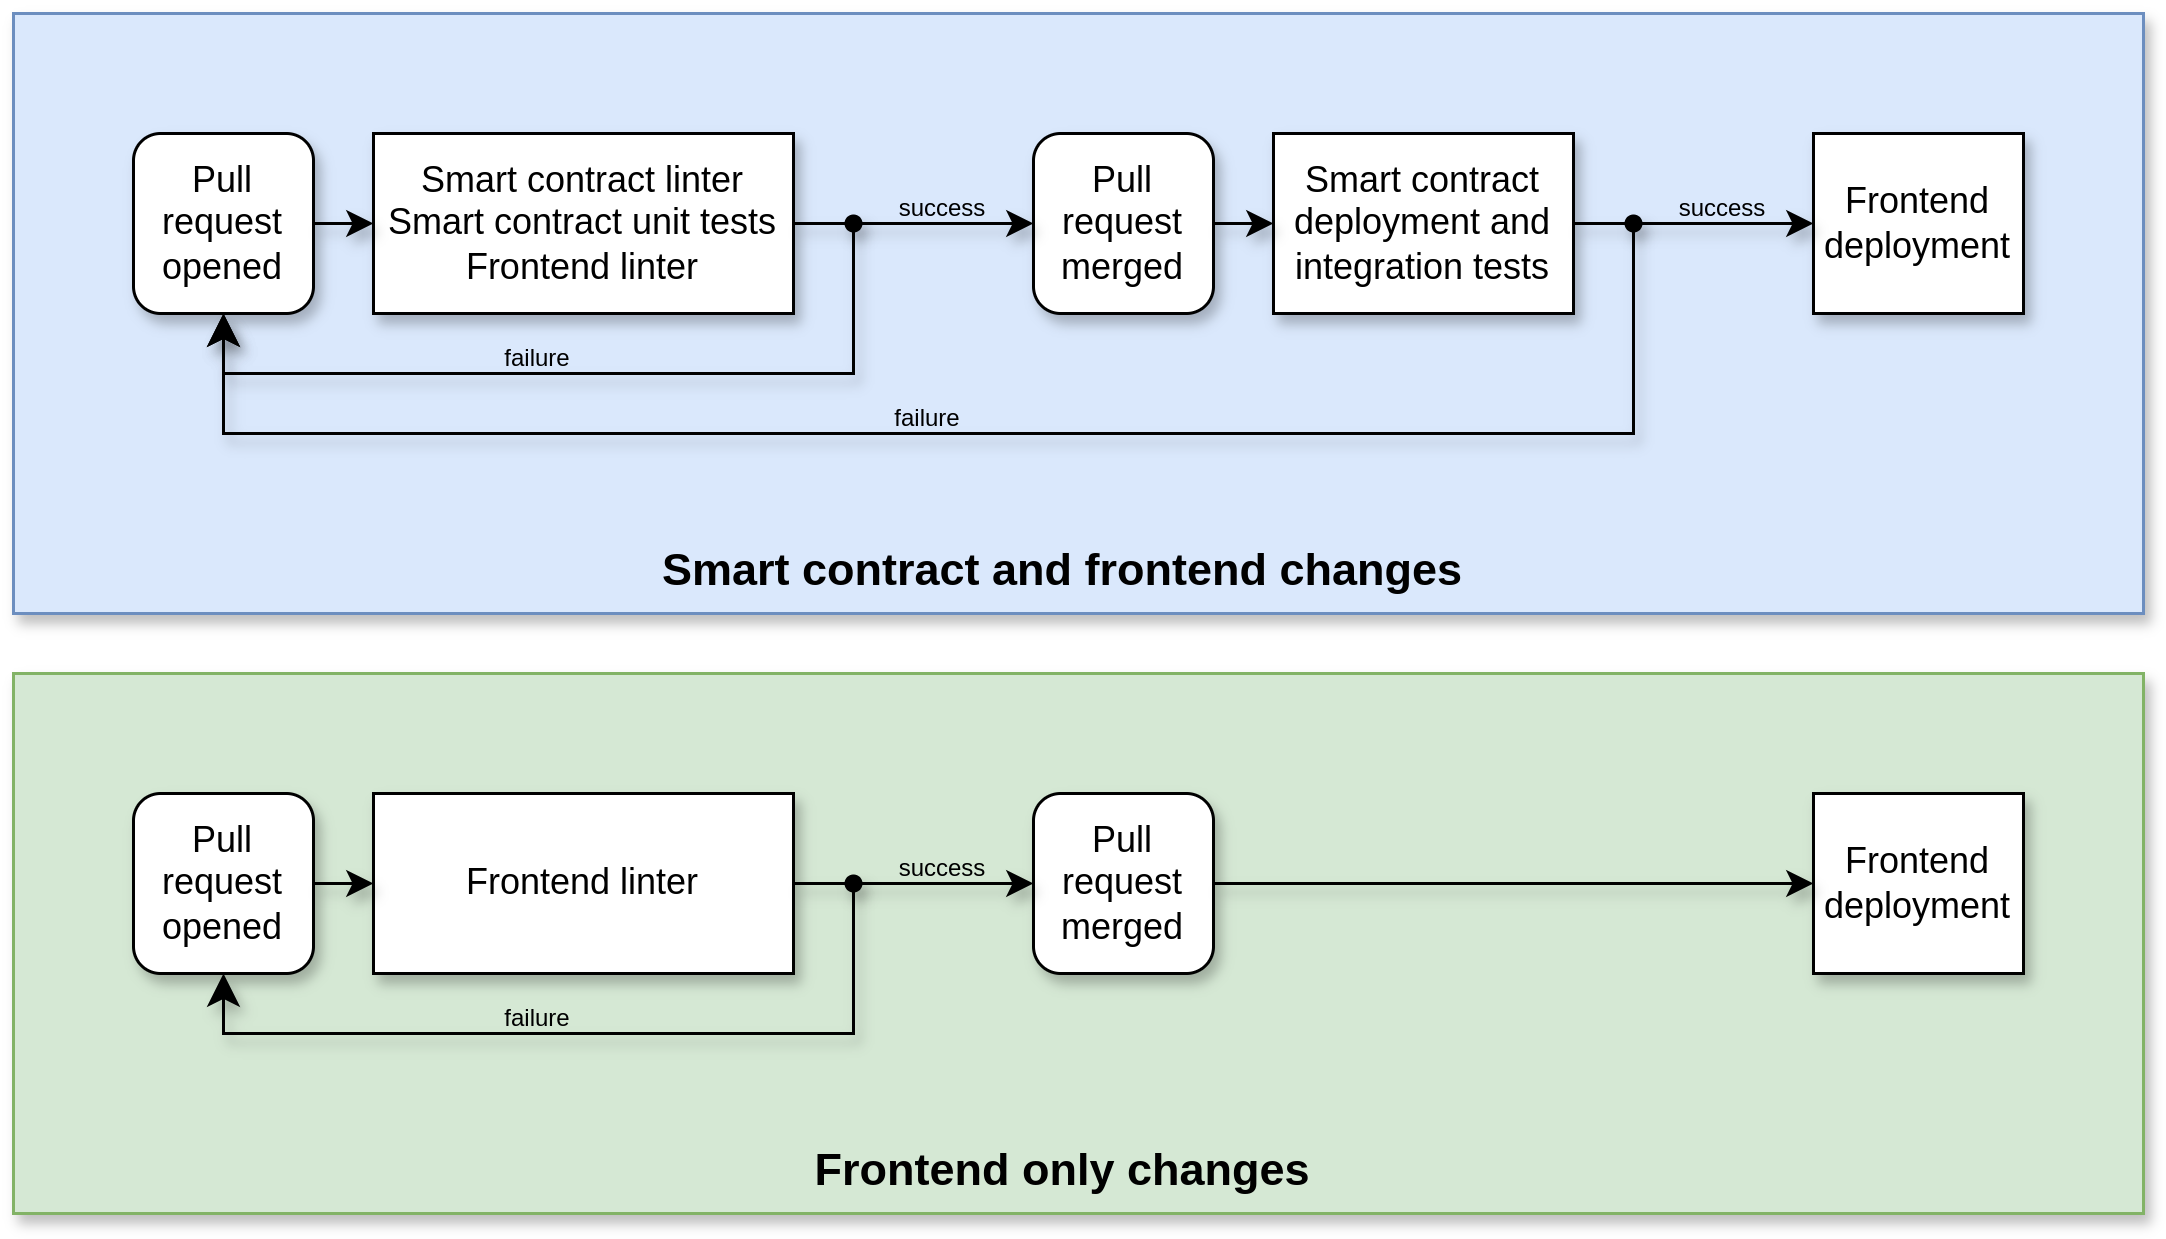 Pull
request
opened
Smart contract linter
Smart contract unit tests
Frontend linter
success
Pull
request
merged
Smart contract
deployment and
integration tests
success
Frontend
deployment
failure
failure
Smart contract and frontend changes
Pull
request
opened
Frontend linter
success
Pull
request
merged
Frontend
deployment
failure
Frontend only changes